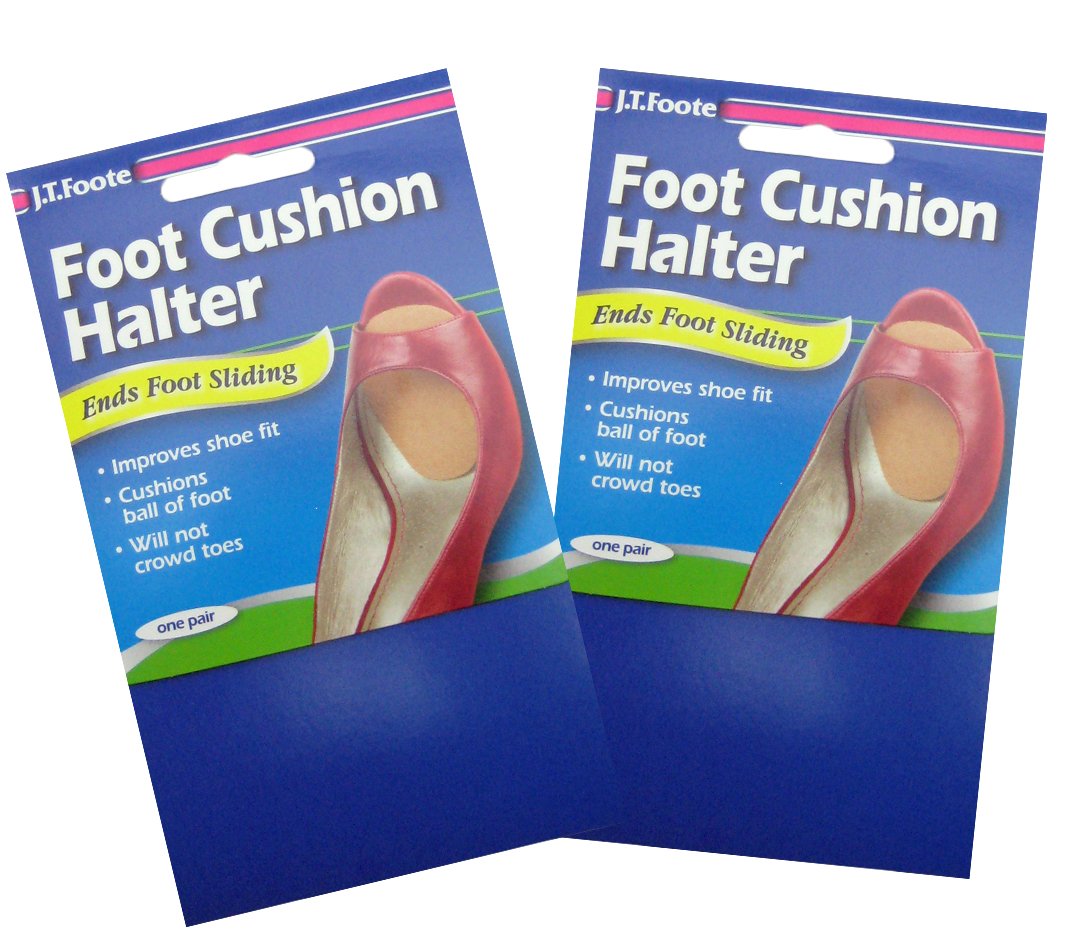 J.T.Foote
Foot Cushion
Halter
Ends Foot Sliding
• Improves shoe fit
• Cushions
ball of foot
• Will not
crowd toes
one pair
J.T.Foote
Foot Cushion
Halter
Ends Foot Sliding
• Improves shoe fit
• Cushions
ball of foot
• Will not
crowd toes
one pair